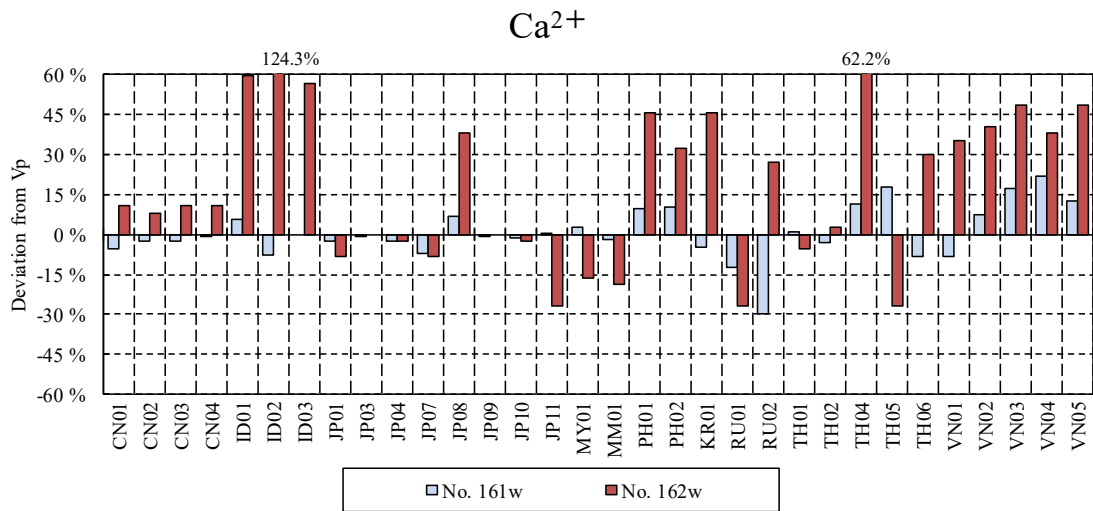 Ca²⁺
124.3%
62.2%
60 %
45 %
30 %
15 %
0 %
-15 %
-30 %
-45 %
-60 %
Deviation from Vp
CN01 CN02 CN03 CN04 ID01 ID02 ID03 JP01 JP03 JP04 JP07 JP08 JP09 JP10 JP11 MY01 MM01 PH01 PH02 KR01 RU01 RU02 TH01 TH02 TH04 TH05 TH06 VN01 VN02 VN03 VN04 VN05
No. 161w No. 162w